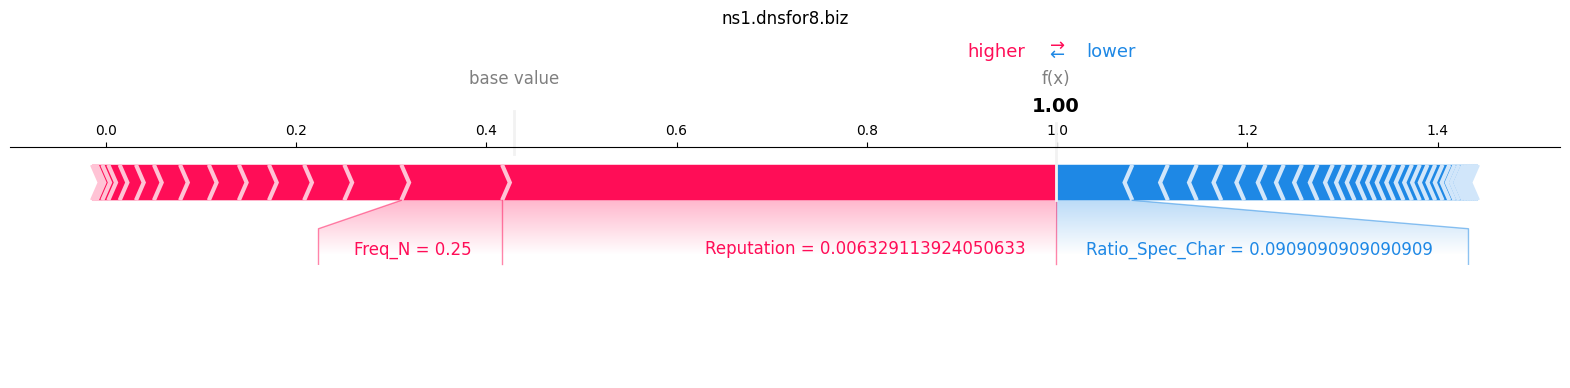 ns1.dnsfor8.biz
higher ⇄ lower
base value f(x)
1.00
0.0 0.2 0.4 0.6 0.8 1.0 1.2 1.4
Freq_N = 0.25 Reputation = 0.006329113924050633 Ratio_Spec_Char = 0.0909090909090909